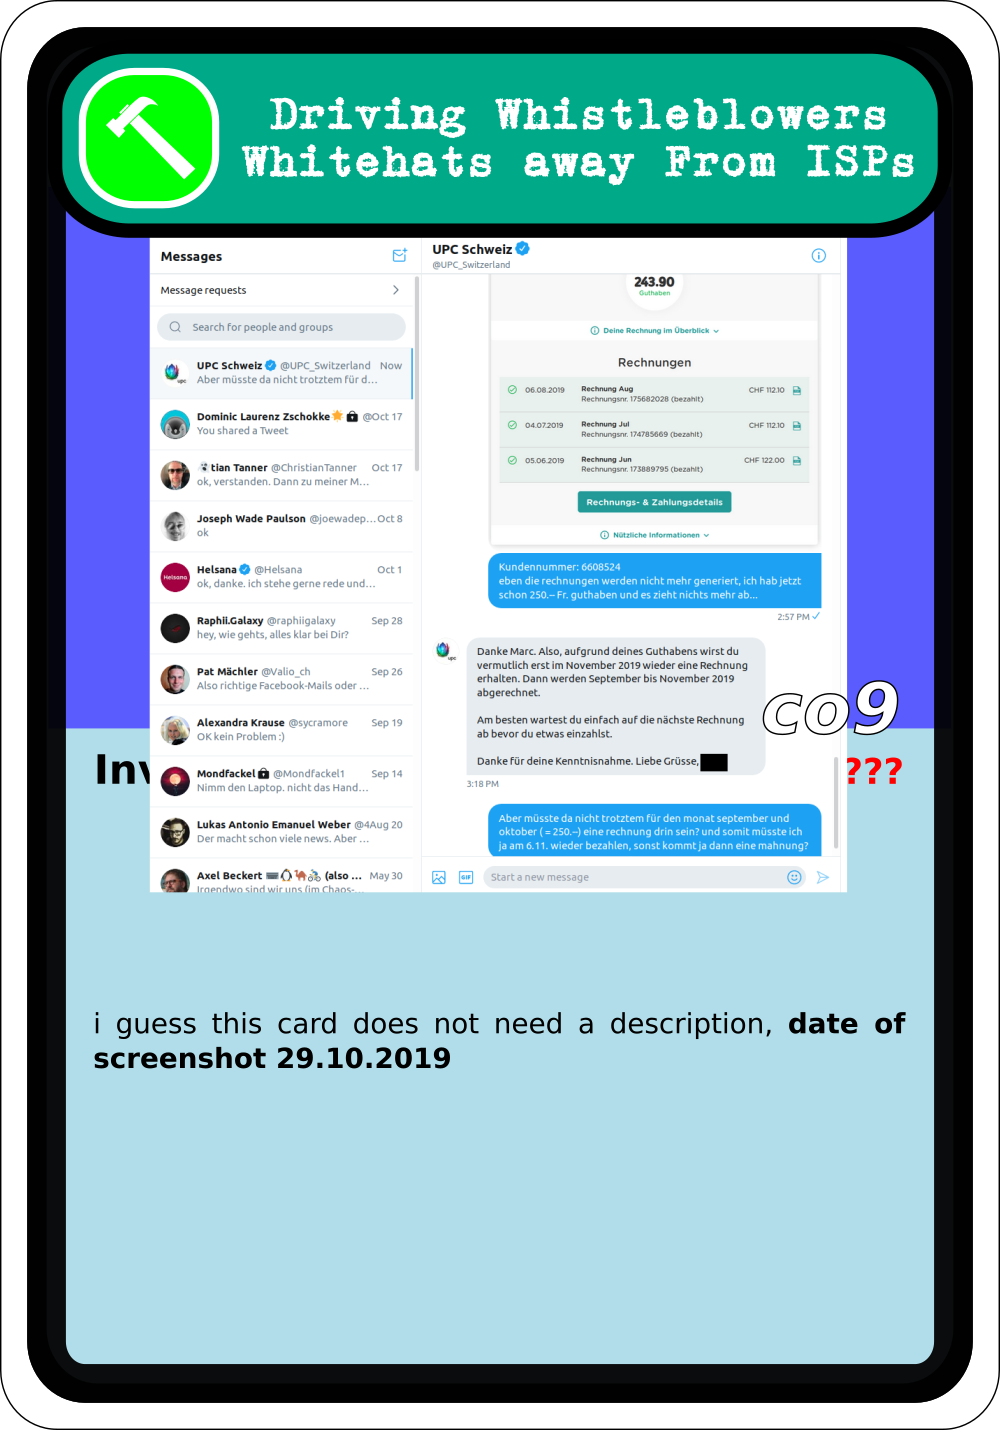 Driving Whistleblowers
Whitehats away From ISPs
Messages
Message requests
Search for people and groups
UPC Schweiz @UPC_Switzerland Now
Aber müsste da nicht trotztem für d...
Dominic Laurenz Zschokke @Oct 17
You shared a Tweet
tian Tanner @ChristianTanner Oct 17
ok, verstanden. Dann zu meiner M...
Joseph Wade Paulson @joewadep... Oct 8
ok
Helsana @Helsana Oct 1
ok, danke. ich stehe gerne rede und...
Raphii.Galaxy @raphiigalaxy Sep 28
hey, wie gehts, alles klar bei Dir?
Pat Mächler @Valio_ch Sep 26
Also richtige Facebook-Mails oder ...
Alexandra Krause @sycramore Sep 19
OK kein Problem :)
Mondfackel @Mondfackel1 Sep 14
Nimm den Laptop. nicht das Hand...
Lukas Antonio Emanuel Weber @4Aug 20
Der macht schon viele news. Aber ...
Axel Beckert (also ... May 30
Irgendwo sind wir uns (im Chaos-...
UPC Schweiz
@UPC_Switzerland
243.90
Guthaben
Deine Rechnung im Überblick
Rechnungen
06.08.2019 Rechnung Aug CHF 112.10
Rechnungsnr. 175682028 (bezahlt)
04.07.2019 Rechnung Jul CHF 112.10
Rechnungsnr. 174785669 (bezahlt)
05.06.2019 Rechnung Jun CHF 122.00
Rechnungsnr. 173889795 (bezahlt)
Rechnungs- & Zahlungsdetails
Nützliche Informationen
Kundennummer: 6608524
eben die rechnungen werden nicht mehr generiert, ich hab jetzt
schon 250.– Fr. guthaben und es zieht nichts mehr ab...
2:57 PM
Danke Marc. Also, aufgrund deines Guthabens wirst du
vermutlich erst im November 2019 wieder eine Rechnung
erhalten. Dann werden September bis November 2019
abgerechnet.
Am besten wartest du einfach auf die nächste Rechnung
ab bevor du etwas einzahlst.
Danke für deine Kenntnisnahme. Liebe Grüsse,
3:18 PM
Aber müsste da nicht trotztem für den monat september und
oktober ( = 250.–) eine rechnung drin sein? und somit müsste ich
ja am 6.11. wieder bezahlen, sonst kommt ja dann eine mahnung?
GIF
Start a new message
co9
Inv
???
i guess this card does not need a description, date of
screenshot 29.10.2019